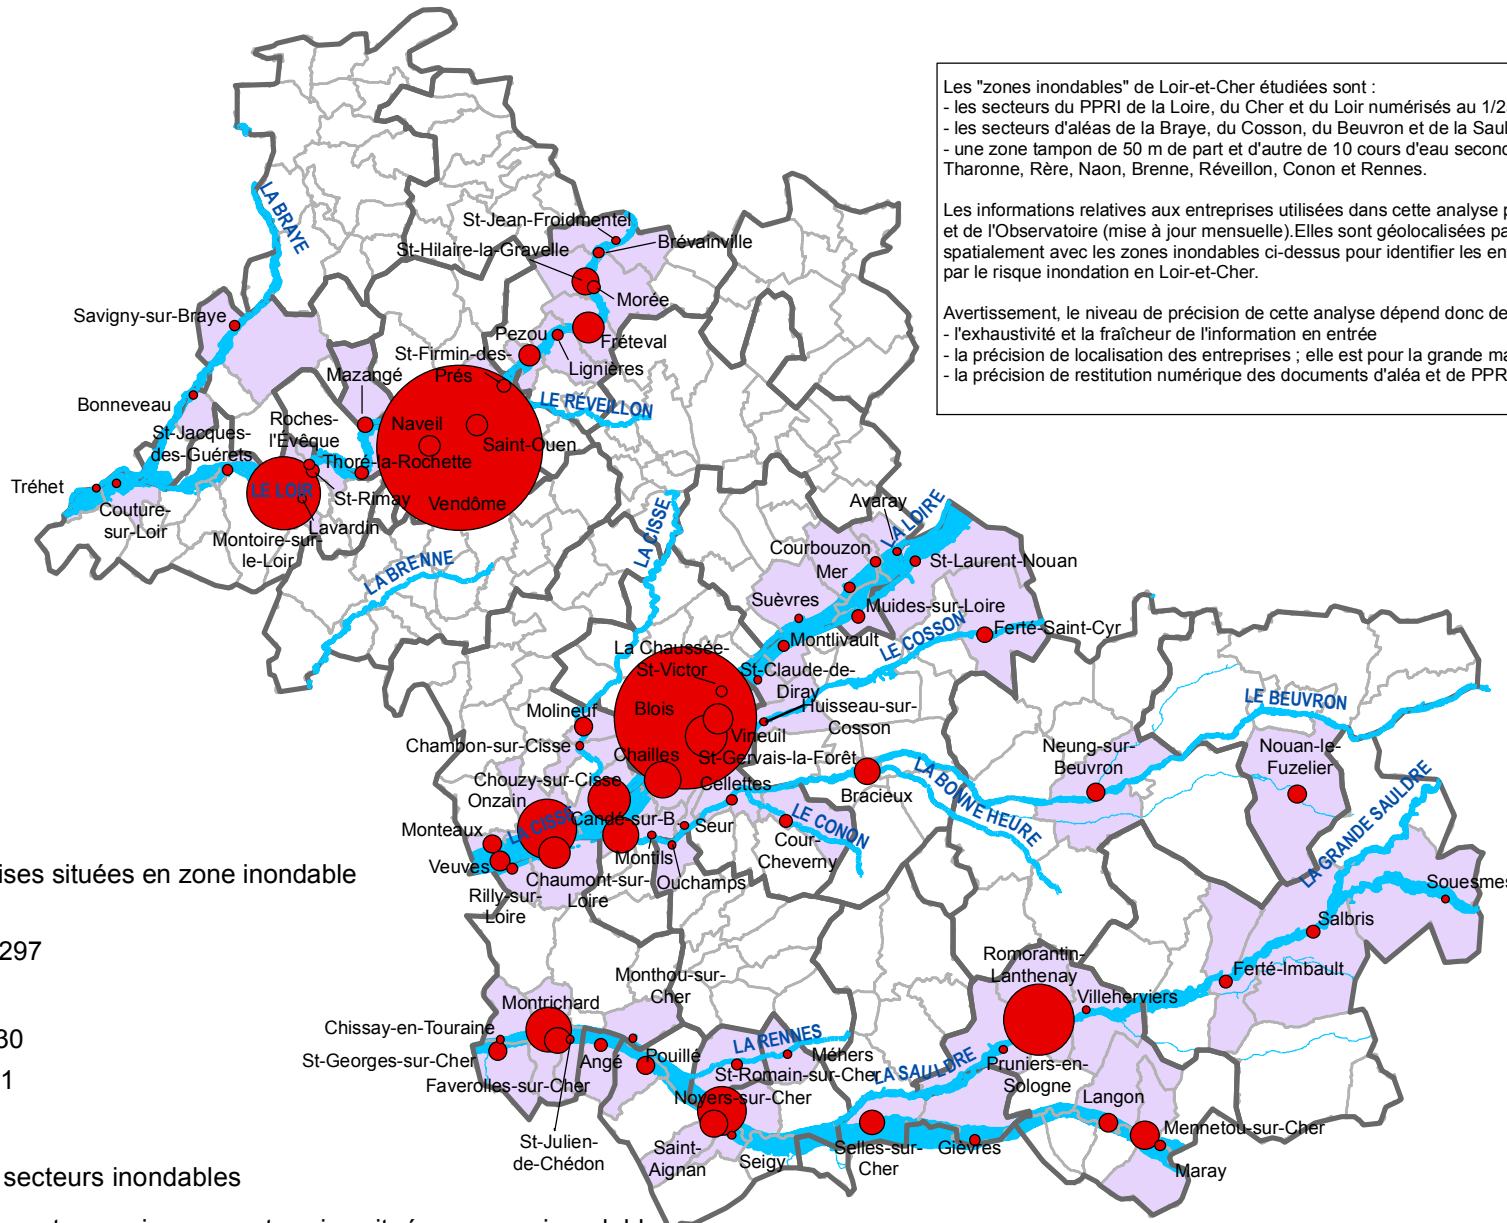 Les "zones inondables" de Loir-et-Cher étudiées sont :
- les secteurs du PPRI de la Loire, du Cher et du Loir numérisés au 1/2
- les secteurs d'aléas de la Braye, du Cosson, du Beuvron et de la Saul
- une zone tampon de 50 m de part et d'autre de 10 cours d'eau second
Tharonne, Rère, Naon, Brenne, Réveillon, Conon et Rennes.
Les informations relatives aux entreprises utilisées dans cette analyse p
et de l'Observatoire (mise à jour mensuelle).Elles sont géolocalisées pa
spatialement avec les zones inondables ci-dessus pour identifier les en
par le risque inondation en Loir-et-Cher.
Avertissement, le niveau de précision de cette analyse dépend donc de
- l'exhaustivité et la fraîcheur de l'information en entrée
- la précision de localisation des entreprises ; elle est pour la grande ma
- la précision de restitution numérique des documents d'aléa et de PPR
LA BRAYE
St-Jean-Froidmentel
St-Hilaire-la-Gravelle
Brévainville
Morée
Savigny-sur-Braye
Pezou
Fréteval
St-Firmin-des-
Prés
Lignières
Mazangé
LE RÉVEILLON
Bonneveau
Roches-
l'Evêque
Naveil
Saint-Ouen
St-Jacques-
des-Guérets
Thoré-la-Rochette
Tréhet
LE LOIR
St-Rimay
Vendôme
Couture-
sur-Loir
Lavardin
Montoire-sur-
le-Loir
LA BRENNE
LA CISSE
Avaray
LA LOIRE
Courbouzon
Mer
St-Laurent-Nouan
Suèvres
Muides-sur-Loire
Montlivault
LE COSSON
Ferté-Saint-Cyr
La Chaussée-
St-Victor
St-Claude-de-
Diray
Blois
Huisseau-sur-
Cosson
Molineuf
Vineuil
Chambon-sur-Cisse
Chailles
St-Gervais-la-Forêt
LE BEUVRON
Neung-sur-
Beuvron
Nouan-le-
Fuzelier
Chouzy-sur-Cisse
Onzain
Cellettes
Bracieux
LA BONNE HEURE
LA GRANDE SAULDRE
Candé-sur-B.
LA CISSE
Seur
LE CONON
Monteaux
Cour-
Cheverny
Veuves
Montils
Ouchamps
Chaumont-sur-
Loire
Rilly-sur-
Loire
Souesmes
Salbris
Ferté-Imbault
Romorantin-
Lanthenay
Villeherviers
Monthou-sur-
Cher
Montrichard
Chissay-en-Touraine
St-Georges-sur-Cher
Angé
Pouillé
LA RENNES
Méhers
St-Romain-sur-Cher
LA SAULDRE
Pruniers-en-
Sologne
Faverolles-sur-Cher
Noyers-sur-Cher
Langon
Mennetou-sur-Cher
St-Julien-
de-Chédon
Saint-
Aignan
Seigy
Selles-sur-
Cher
Gièvres
Maray
ises situées en zone inondable
297
30
1
secteurs inondables